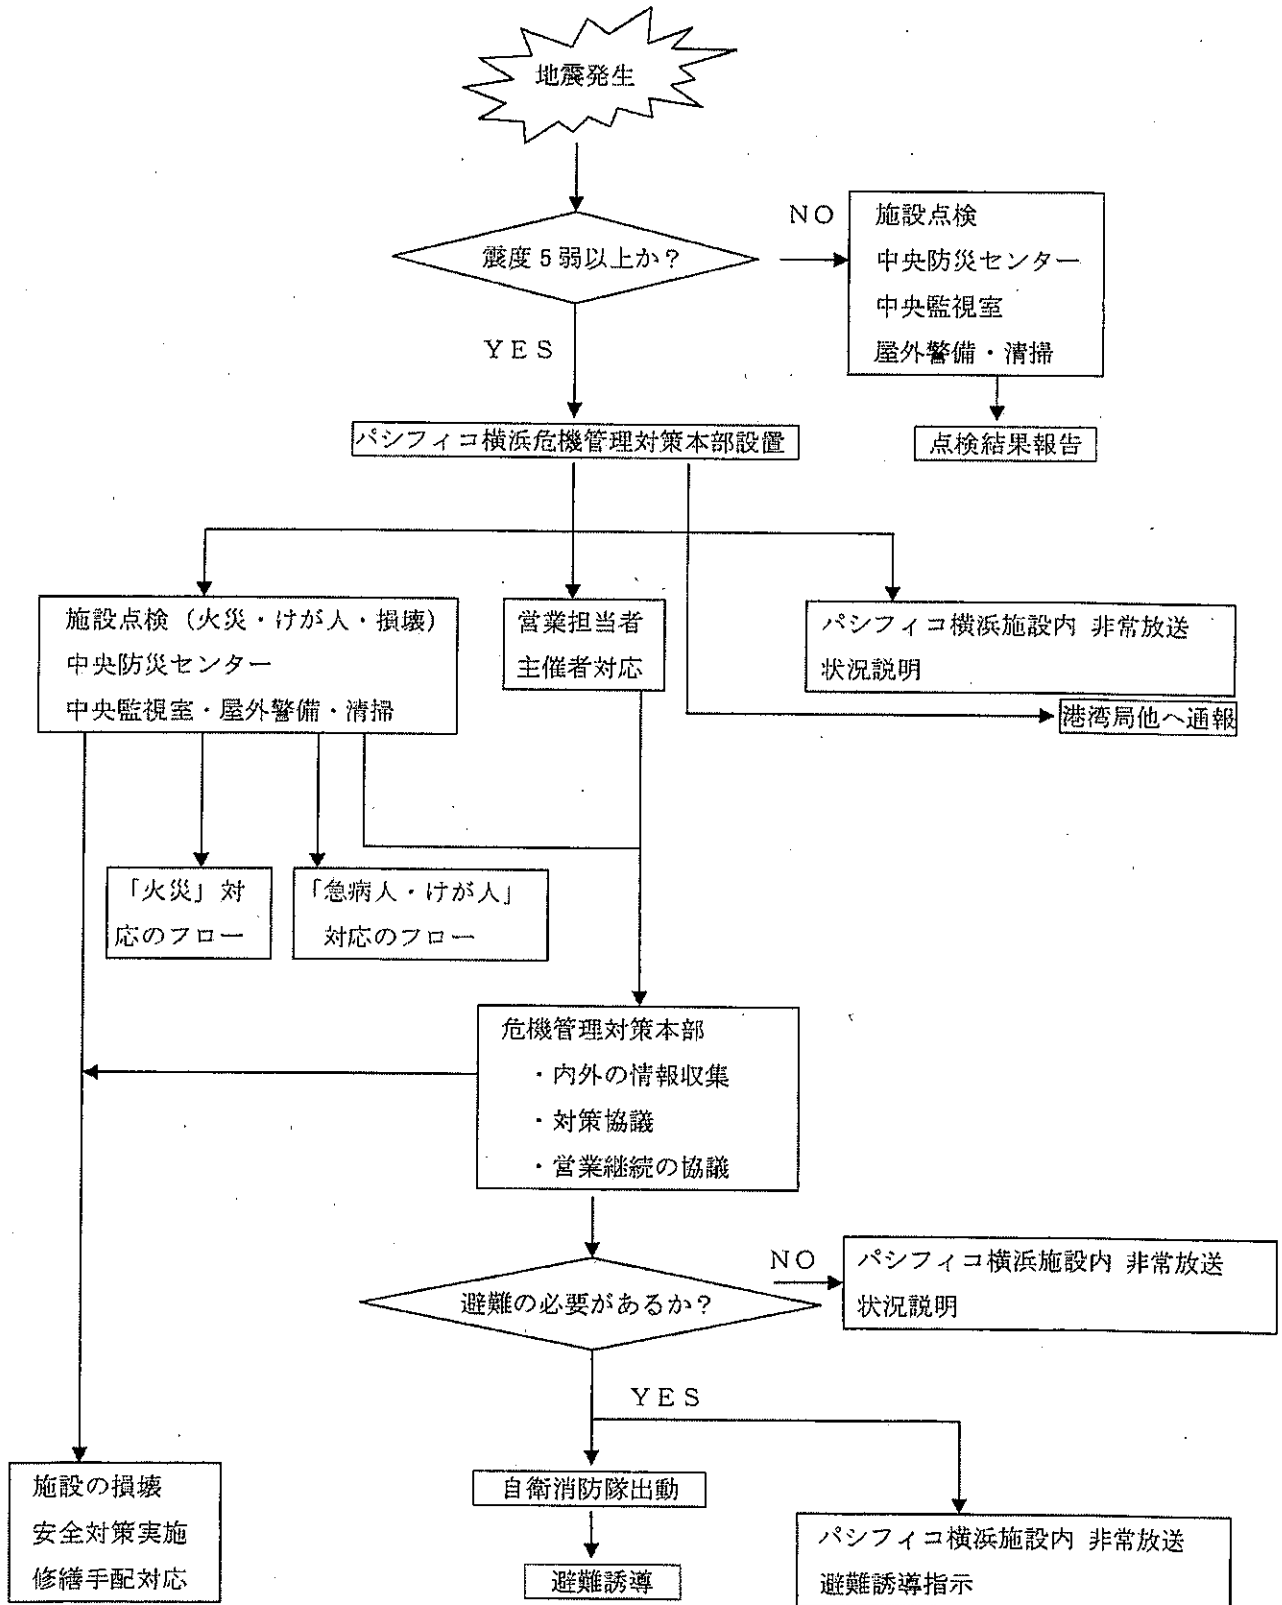 地震発生
震度5弱以上か？
NO
施設点検
中央防災センター
中央監視室
屋外警備・清掃
YES
点検結果報告
パシフィコ横浜危機管理対策本部設置
施設点検（火災・けが人・損壊）
中央防災センター
中央監視室・屋外警備・清掃
営業担当者
主催者対応
パシフィコ横浜施設内 非常放送
状況説明
港湾局他へ通報
「火災」対
応のフロー
「急病人・けが人」
対応のフロー
危機管理対策本部
・内外の情報収集
・対策協議
・営業継続の協議
避難の必要があるか？
NO
パシフィコ横浜施設内 非常放送
状況説明
YES
自衛消防隊出動
避難誘導
パシフィコ横浜施設内 非常放送
避難誘導指示
施設の損壊
安全対策実施
修繕手配対応